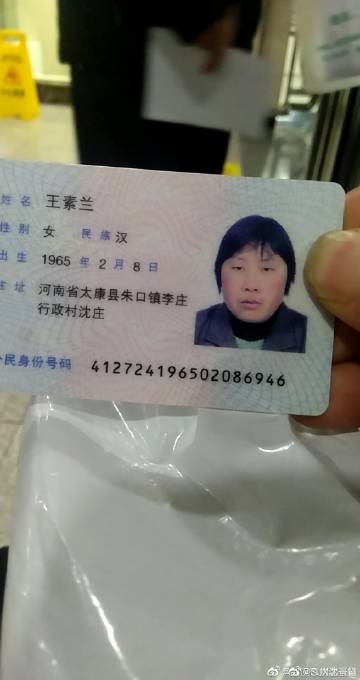 姓名 王素兰
性别 女 民族 汉
出生 1965 年 2 月 8 日
住址 河南省太康县朱口镇李庄
行政村沈庄
公民身份号码 412724196502086946